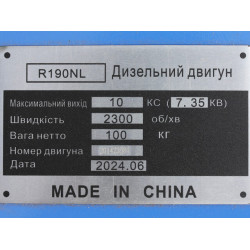 R190NL Дизельний двигун
Максимальний вихід 10 КС (7.35 КВ)
Швидкість 2300 об/хв
Вага нетто 100 КГ
Номер двигуна
Дата 2024.06
MADE IN CHINA